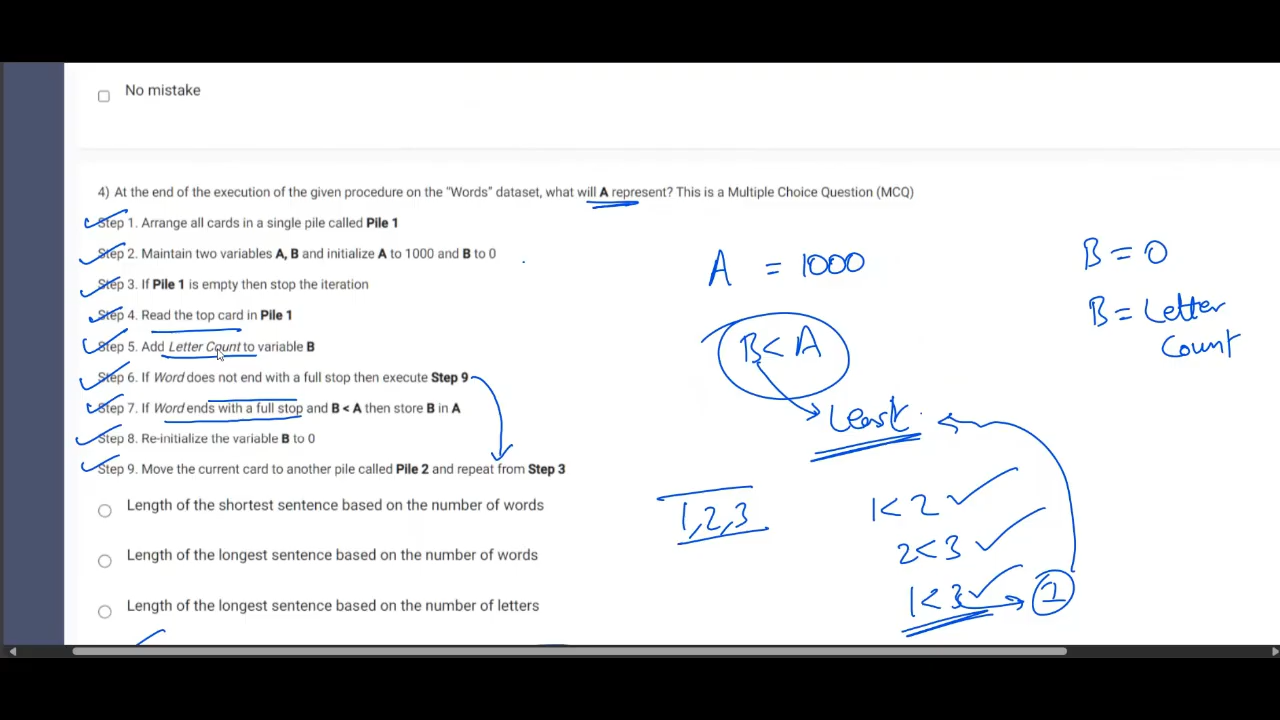 No mistake
4) At the end of the execution of the given procedure on the "Words" dataset, what will A represent? This is a Multiple Choice Question (MCQ)
Step 1. Arrange all cards in a single pile called Pile 1
Step 2. Maintain two variables A, B and initialize A to 1000 and B to 0
Step 3. If Pile 1 is empty then stop the iteration
Step 4. Read the top card in Pile 1
Step 5. Add Letter Count to variable B
Step 6. If Word does not end with a full stop then execute Step 9
Step 7. If Word ends with a full stop and B < A then store B in A
Step 8. Re-initialize the variable B to 0
Step 9. Move the current card to another pile called Pile 2 and repeat from Step 3
Length of the shortest sentence based on the number of words
Length of the longest sentence based on the number of words
Length of the longest sentence based on the number of letters
A = 1000
B < A
Least
1,2,3
1 < 2
2 < 3
1 < 3
1
B = 0
B = Letter
Count